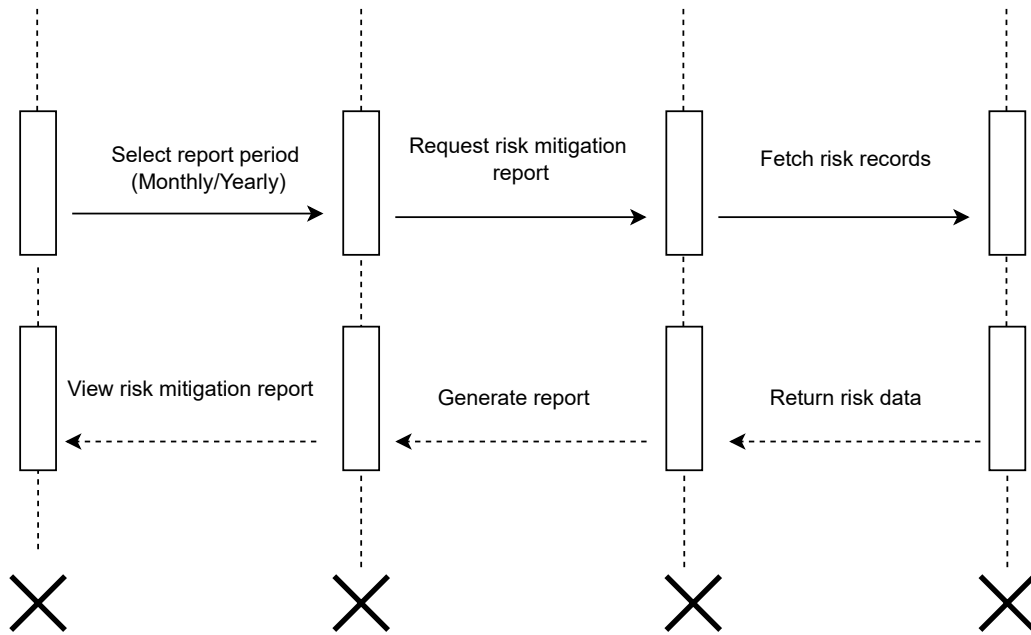 Select report period
(Monthly/Yearly)
Request risk mitigation
report
Fetch risk records
View risk mitigation report
Generate report
Return risk data